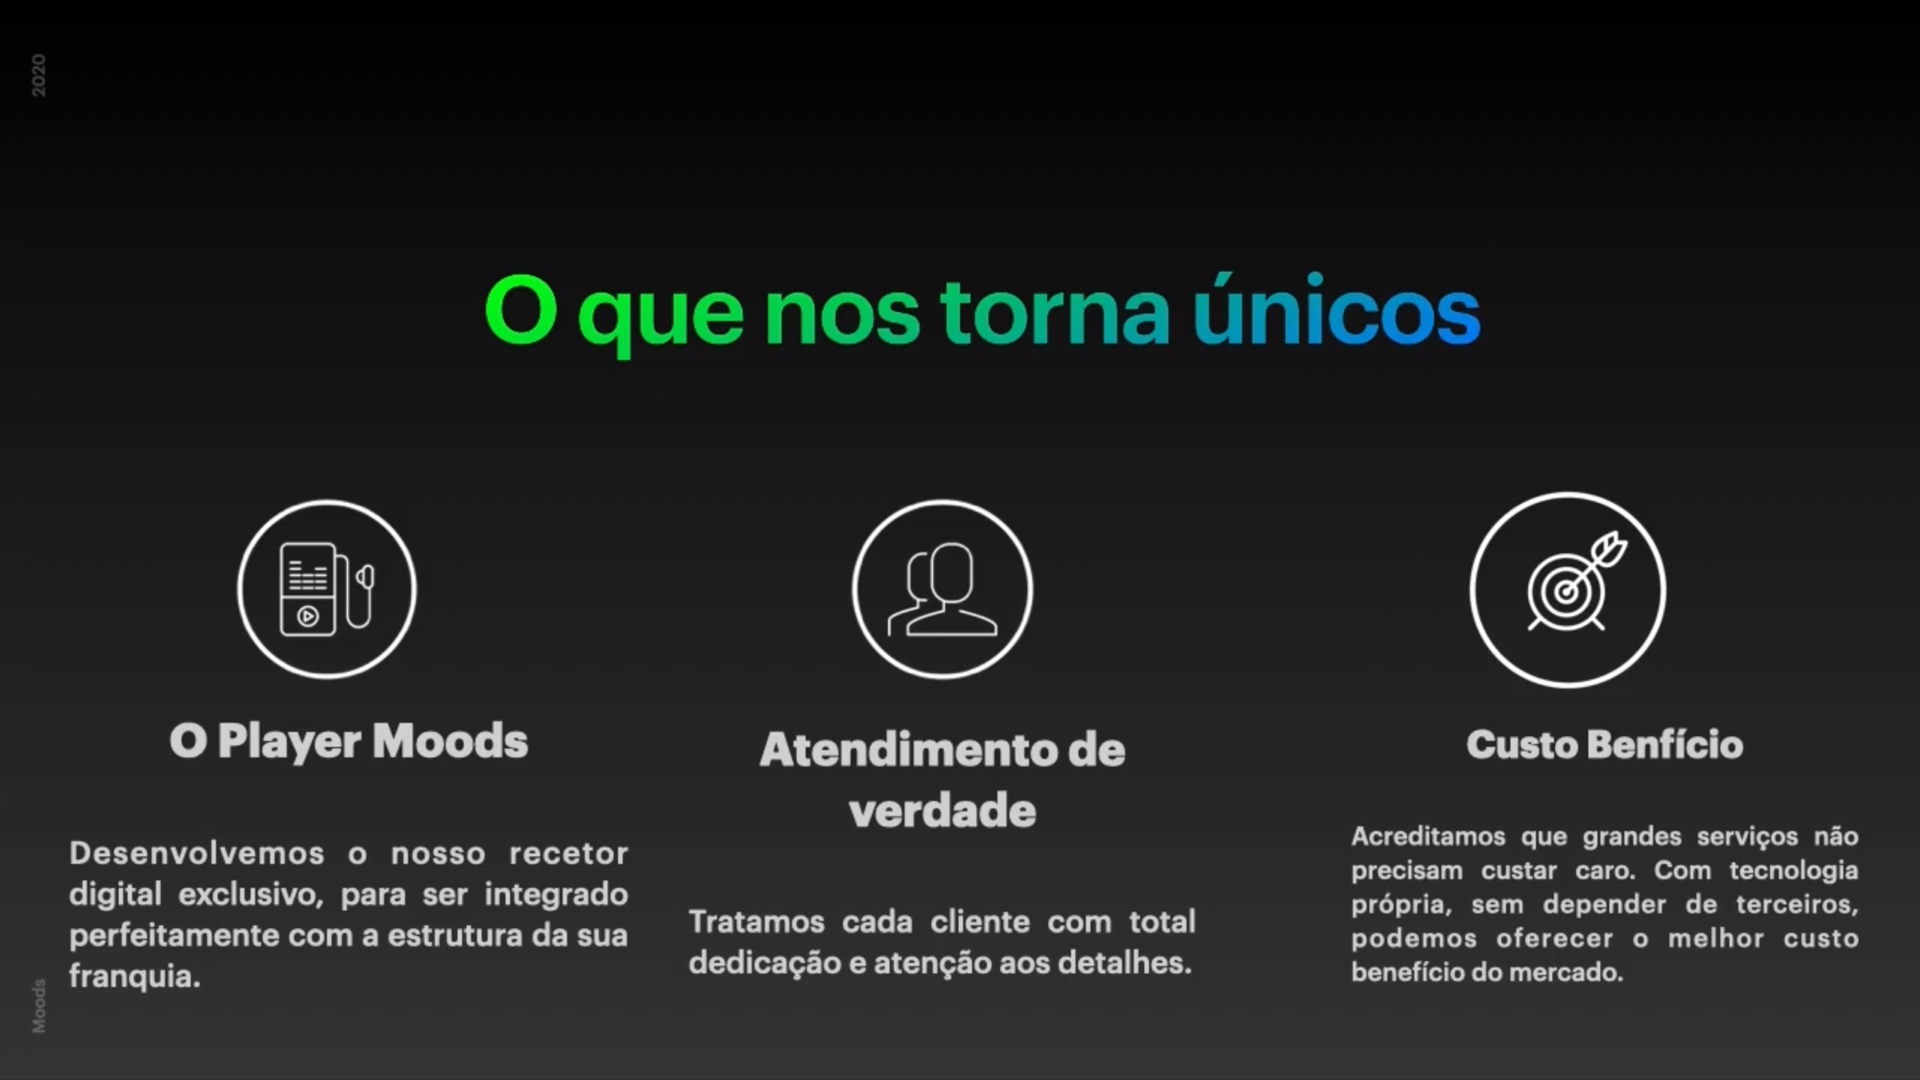 2020
O que nos torna únicos
O Player Moods
Desenvolvemos o nosso recetor
digital exclusivo, para ser integrado
perfeitamente com a estrutura da sua
franquia.
Atendimento de
verdade
Tratamos cada cliente com total
dedicação e atenção aos detalhes.
Custo Benfício
Acreditamos que grandes serviços não
precisam custar caro. Com tecnologia
própria, sem depender de terceiros,
podemos oferecer o melhor custo
benefício do mercado.
Moods